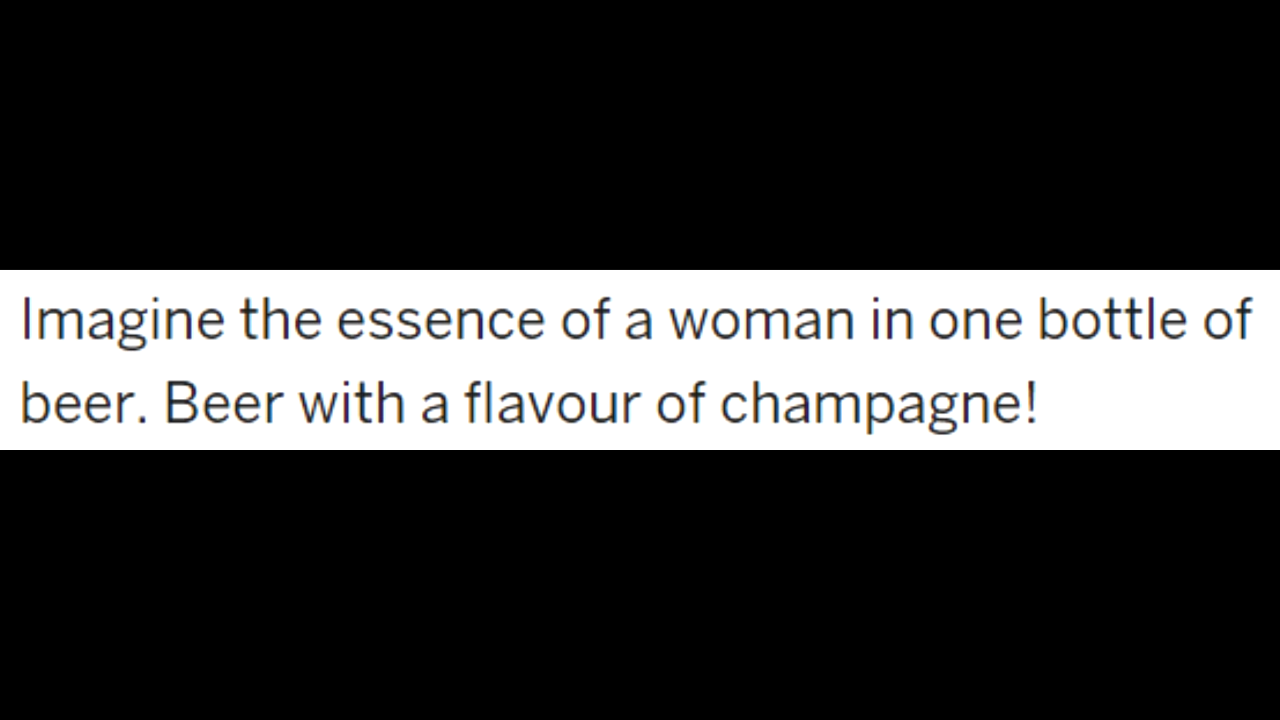 Imagine the essence of a woman in one bottle of
beer. Beer with a flavour of champagne!